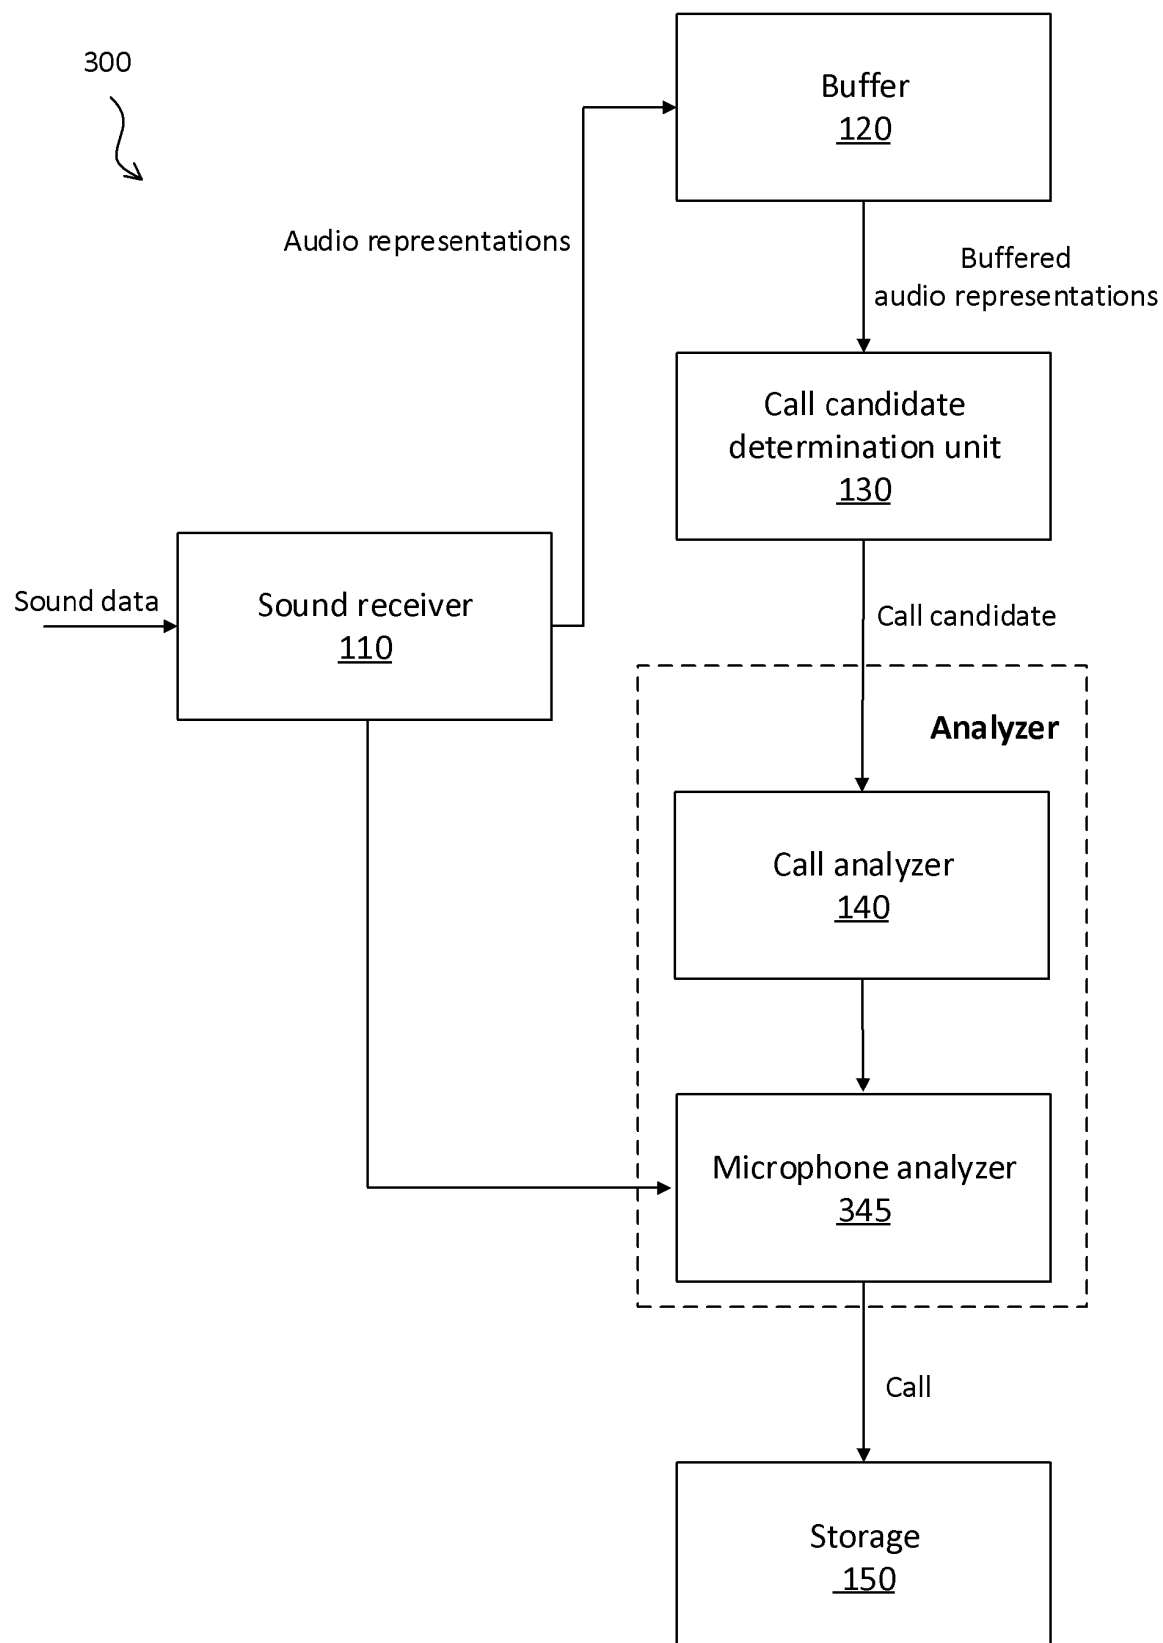 300
Buffer
120
Audio representations
Buffered
audio representations
Call candidate
determination unit
130
Sound data
Sound receiver
110
Call candidate
Analyzer
Call analyzer
140
Microphone analyzer
345
Call
Storage
150